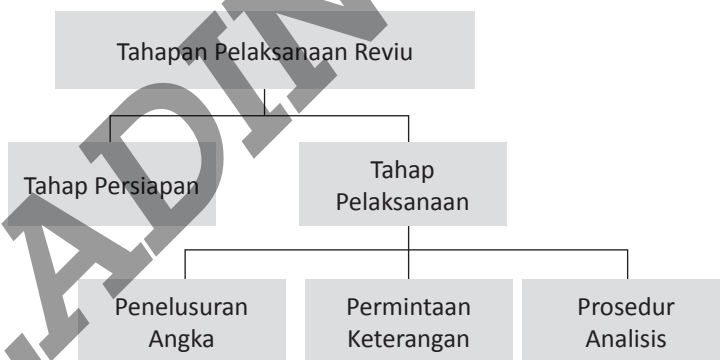 Tahapan Pelaksanaan Reviu
Tahap Persiapan
Tahap
Pelaksanaan
Penelusuran
Angka
Permintaan
Keterangan
Prosedur
Analisis